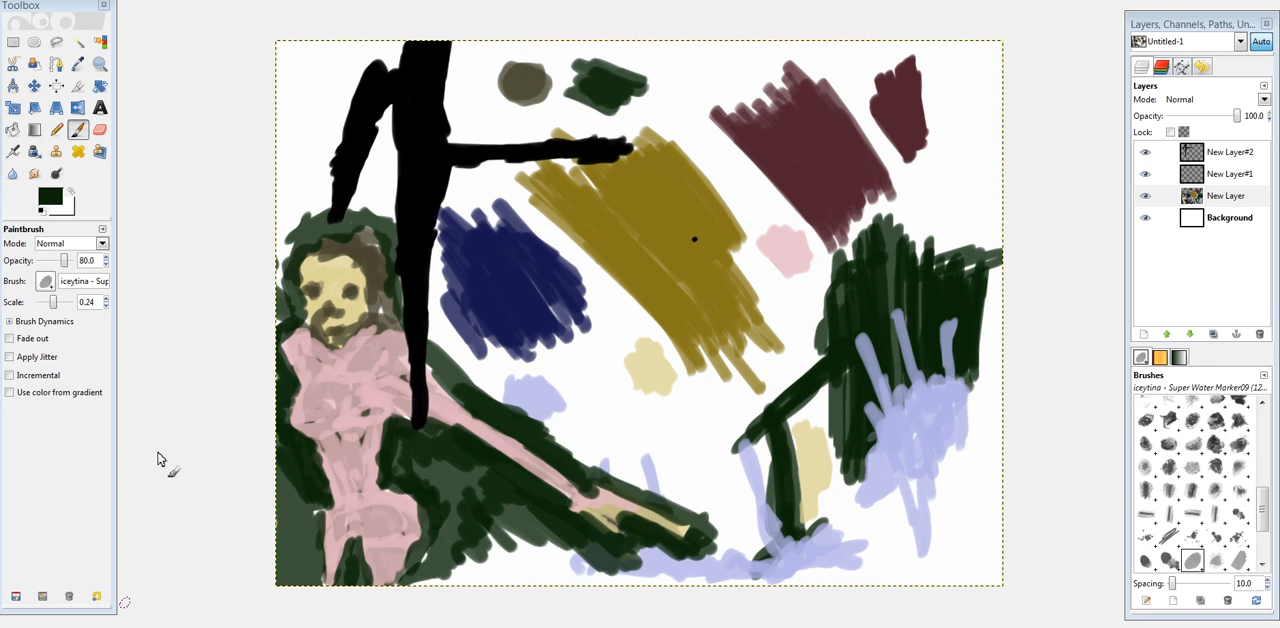 Toolbox
Paintbrush
Mode: Normal
Opacity: 80.0
Brush: iceytina - Sup
Scale: 0.24
Brush Dynamics
Fade out
Apply Jitter
Incremental
Use color from gradient
Layers, Channels, Paths, Un...
Untitled-1 Auto
Layers
Mode: Normal
Opacity: 100.0
Lock:
New Layer#2
New Layer#1
New Layer
Background
Brushes
iceytina - Super Water Marker09 (12...
Spacing: 10.0